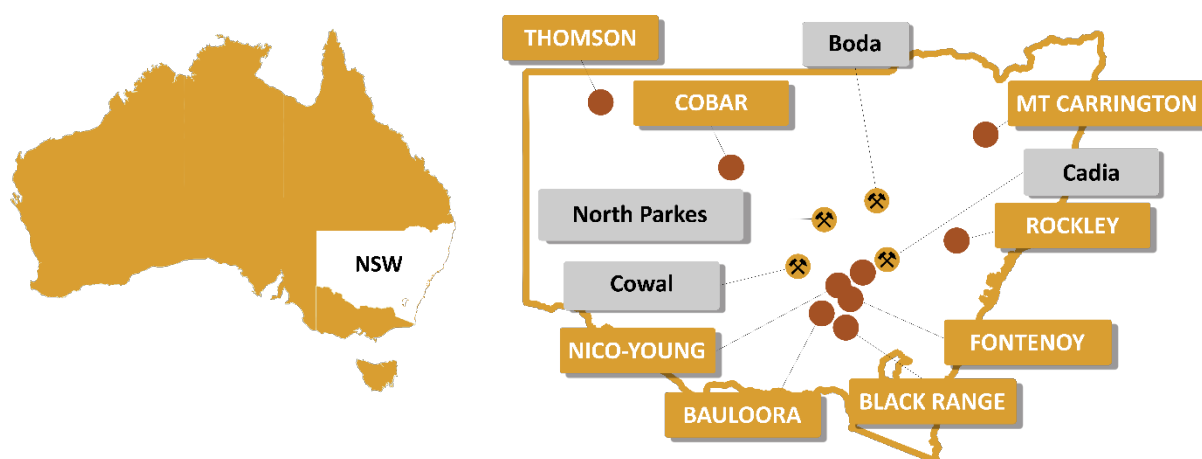 NSW
THOMSON
Boda
COBAR
MT CARRINGTON
Cadia
North Parkes
ROCKLEY
Cowal
NICO-YOUNG
FONTENOY
BAULOORA
BLACK RANGE